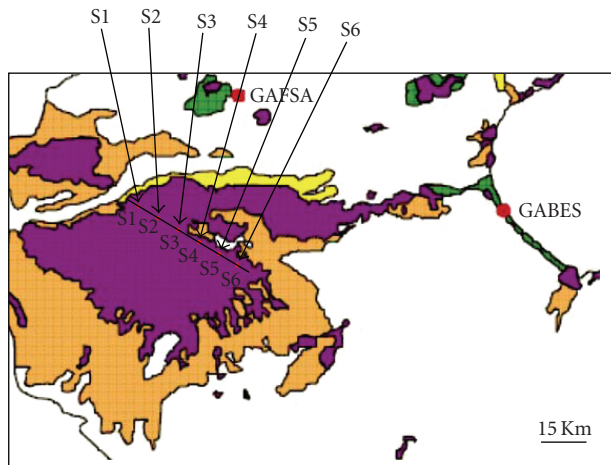 S1 S2 S3 S4 S5 S6
GAFSA
GABES
S1
S2
S3
S4
S5
S6
15 Km